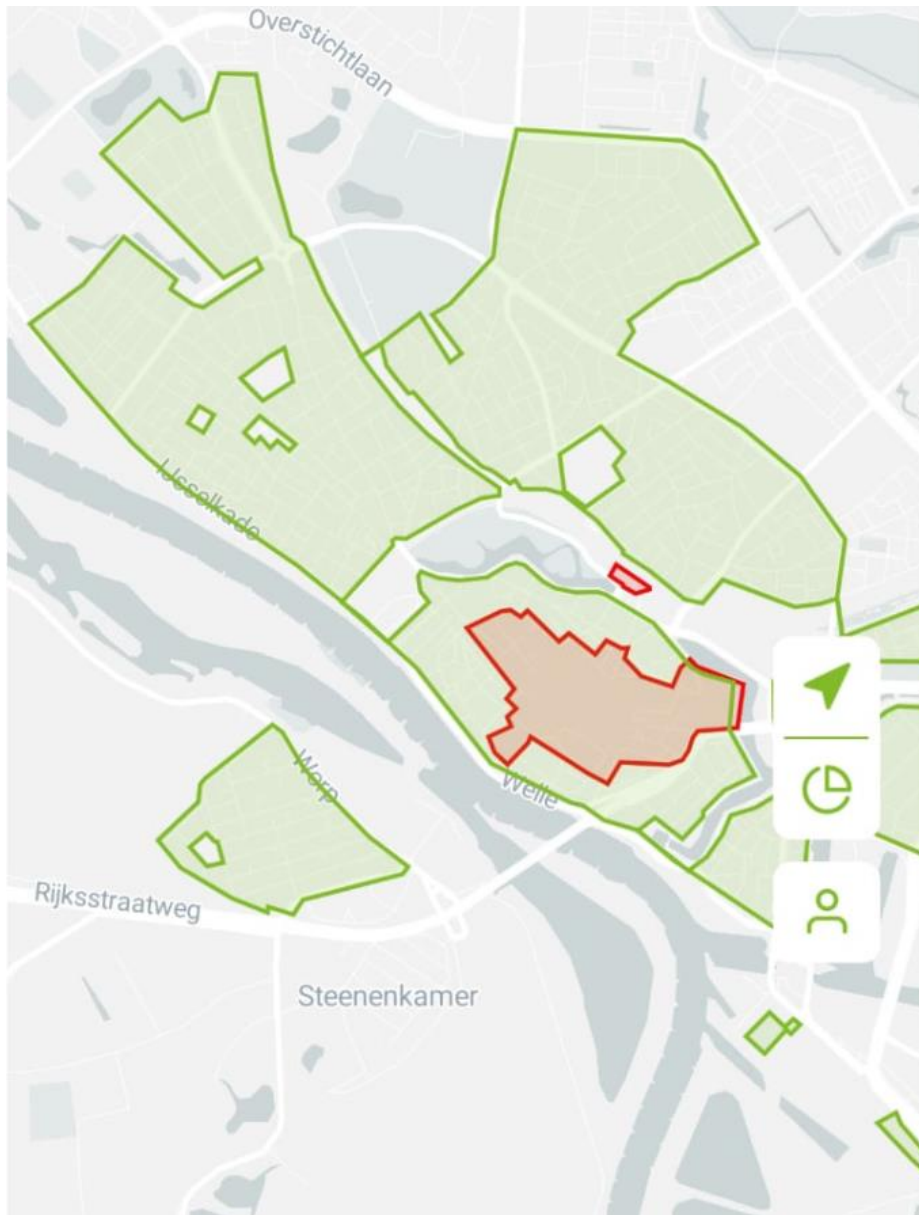 Overstichtlaan
IJsselkade
Worp
Welle
Rijksstraatweg
Steenenkamer